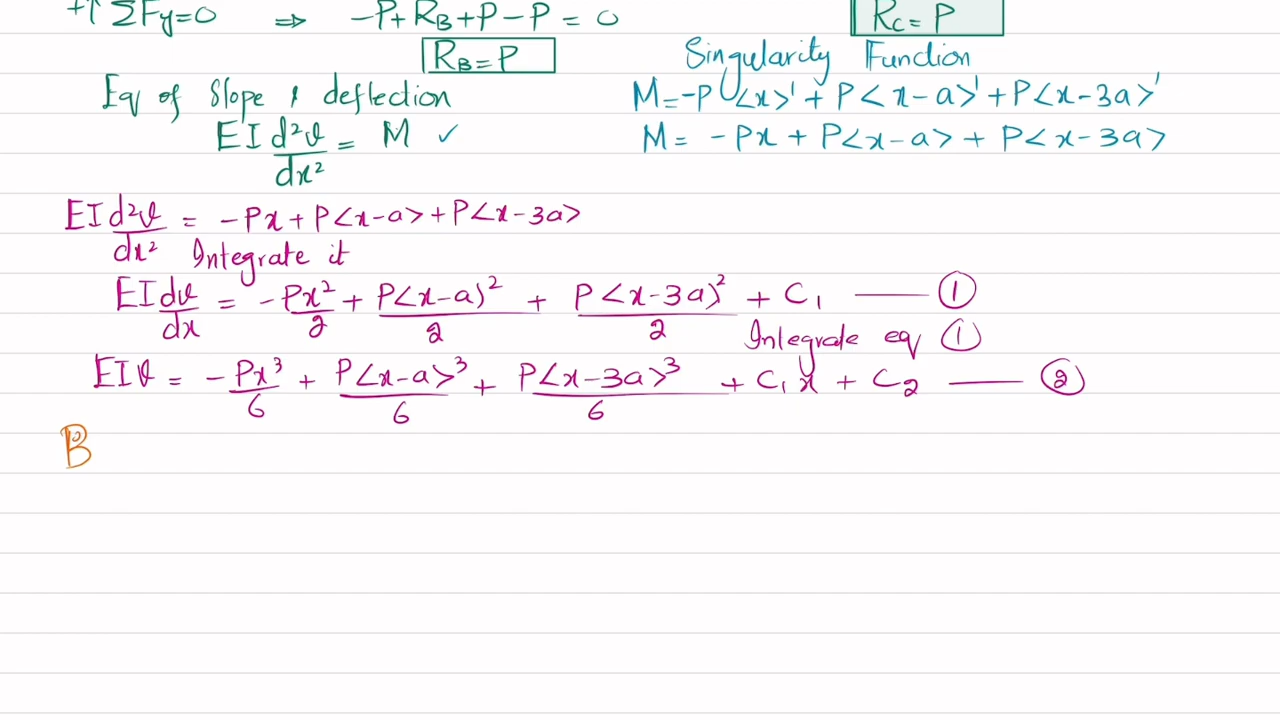 +↑ ΣFy=0 ⇒ -P+RB+P-P=0
RC=P
RB=P
Singularity Function
Eq of Slope & deflection
M=-P<x>¹+P<x-a>¹+P<x-3a>¹
EI d²v/dx² = M ✓
M= -Px+P<x-a>+P<x-3a>
EI d²v/dx² = -Px+P<x-a>+P<x-3a>
Integrate it
EI dv/dx = -Px²/2 + P<x-a)²/2 + P<x-3a)²/2 + C₁ —— ①
Integrate eq ①
EIv = -Px³/6 + P<x-a>³/6 + P<x-3a>³/6 + C₁x + C₂ —— ②
B